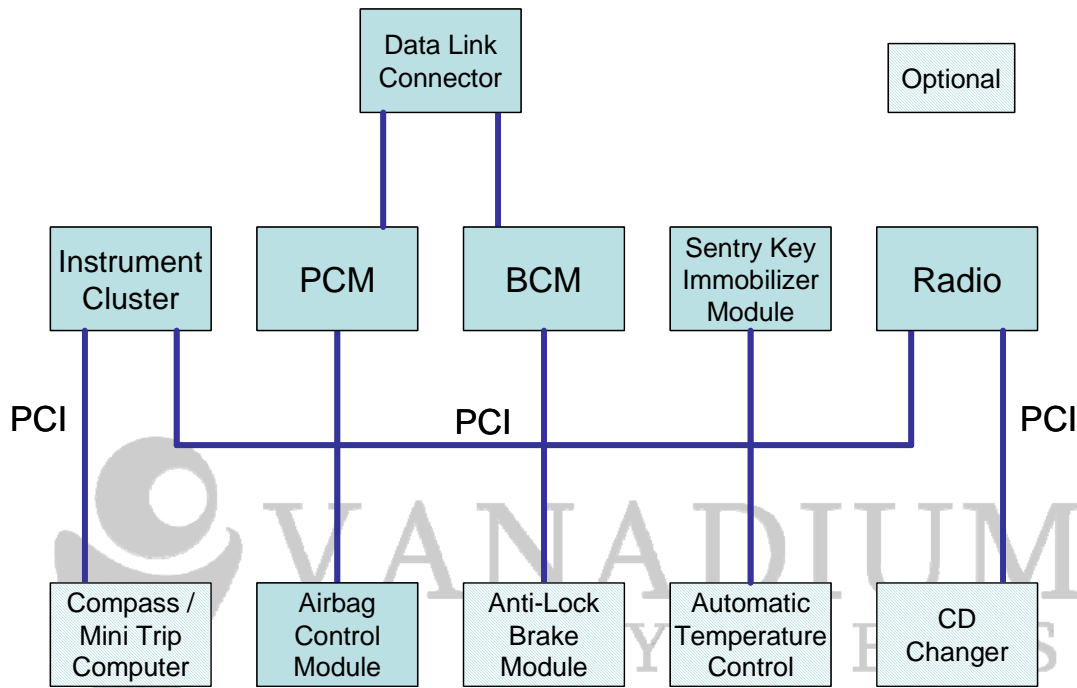 Data Link
Connector
Optional
Instrument
Cluster
PCM
BCM
Sentry Key
Immobilizer
Module
Radio
PCI
PCI
PCI
VANADIUM
Compass /
Mini Trip
Computer
Airbag
Control
Module
Anti-Lock
Brake
Module
Automatic
Temperature
Control
CD
Changer